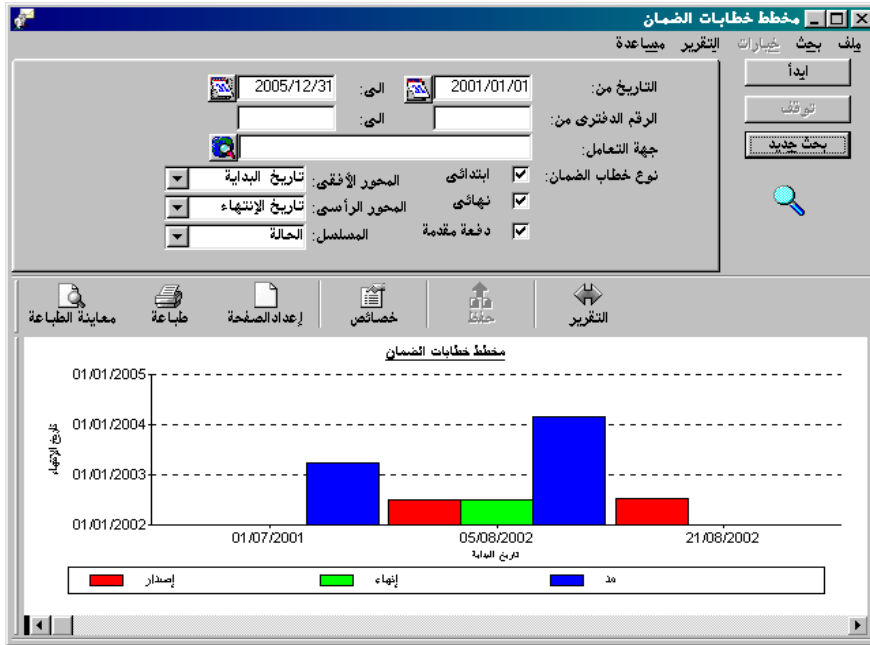 مخطط خطابات الضمان
ملف بحث خيارات التقرير مساعدة
ابدأ
توقف
بحث جديد
التاريخ من: 2001/01/01 الى: 2005/12/31
الرقم الدفترى من: الى:
جهة التعامل:
نوع خطاب الضمان: ابتدائى
نهائى
دفعة مقدمة
المحور الأفقى: تاريخ البداية
المحور الرأسى: تاريخ الإنتهاء
المسلسل: الحالة
التقرير حفظ خصائص إعدادالصفحة طباعة معاينة الطباعة
مخطط خطابات الضمان
01/01/2005
01/01/2004
01/01/2003
01/01/2002
تاريخ الإنتهاء
01/07/2001 05/08/2002 21/08/2002
تاريخ البداية
إصدار إنهاء مد